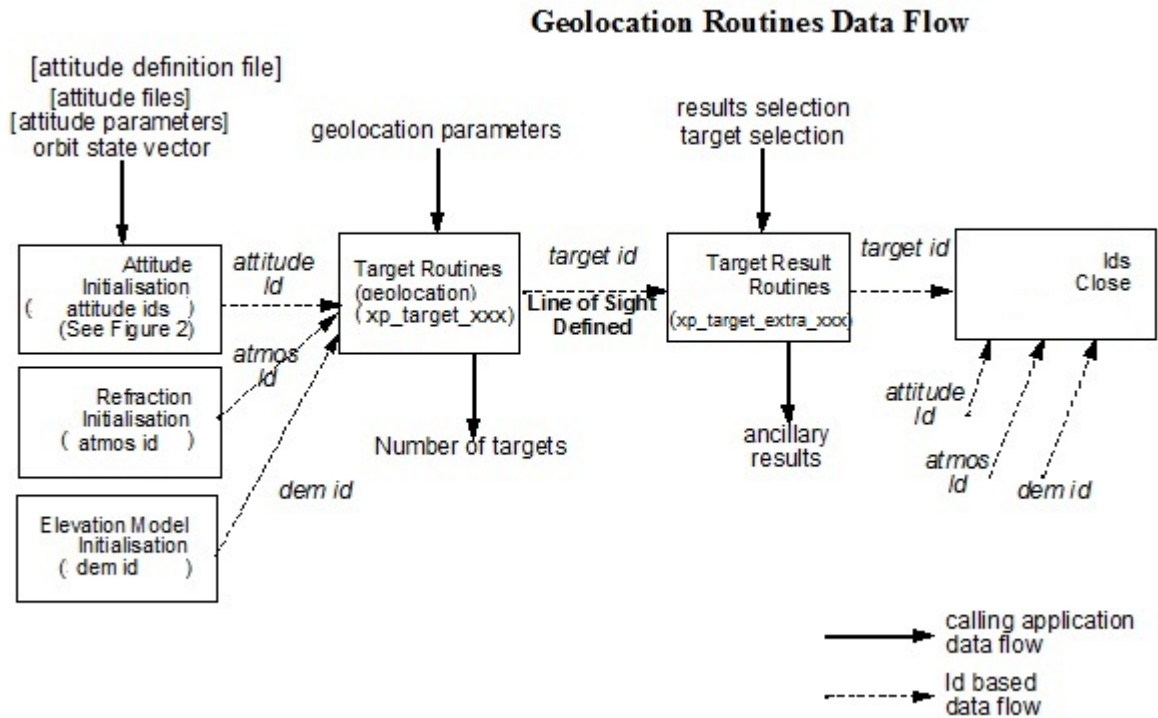 Geolocation Routines Data Flow
[attitude definition file]
[attitude files]
[attitude parameters]
orbit state vector
geolocation parameters
results selection
target selection
Attitude
Initialisation
( attitude ids )
(See Figure 2)
attitude
Id
Target Routines
(geolocation)
( xp_target_xxx)
target id
Line of Sight
Defined
Target Result
Routines
(xp_target_extra_xxx)
target id
Ids
Close
atmos
Id
Refraction
Initialisation
( atmos id )
dem id
Elevation Model
Initialisation
( dem id )
Number of targets
ancillary
results
attitude
Id
atmos
Id
dem id
calling application
data flow
Id based
data flow